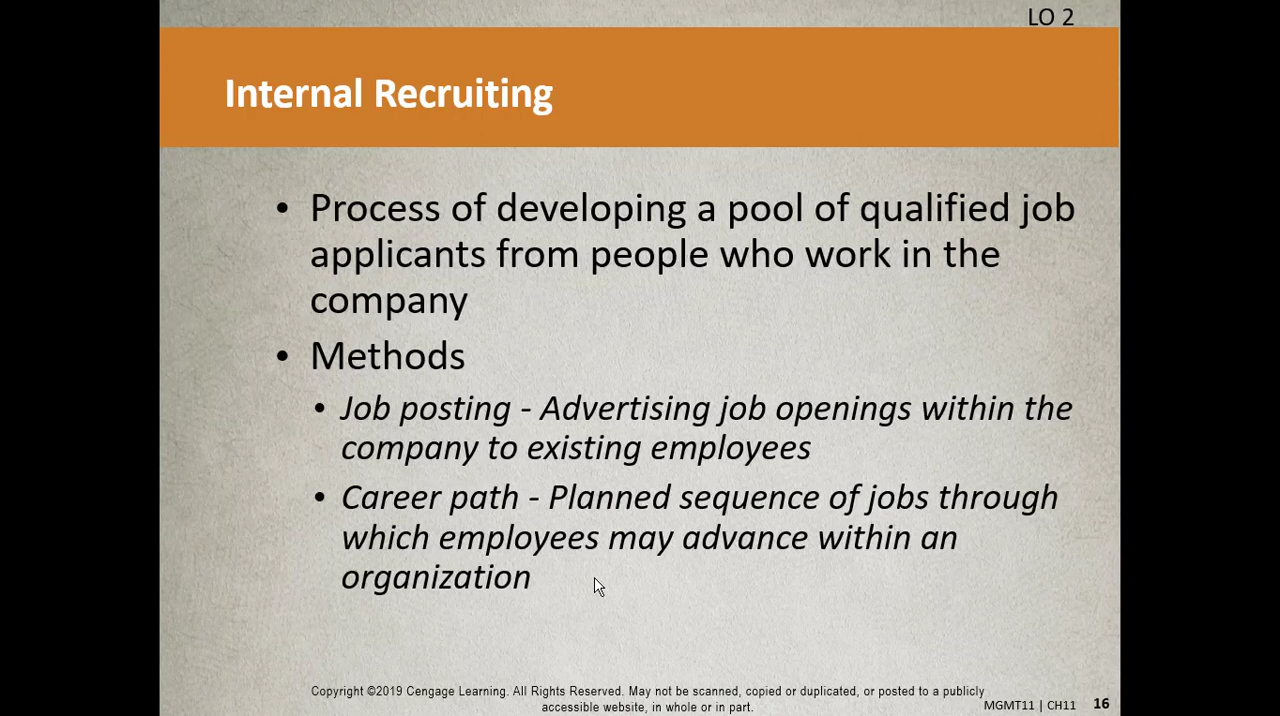 LO 2
Internal Recruiting
• Process of developing a pool of qualified job
applicants from people who work in the
company
• Methods
• Job posting - Advertising job openings within the
company to existing employees
• Career path - Planned sequence of jobs through
which employees may advance within an
organization
Copyright ©2019 Cengage Learning. All Rights Reserved. May not be scanned, copied or duplicated, or posted to a publicly
accessible website, in whole or in part.
MGMT11 | CH11 16